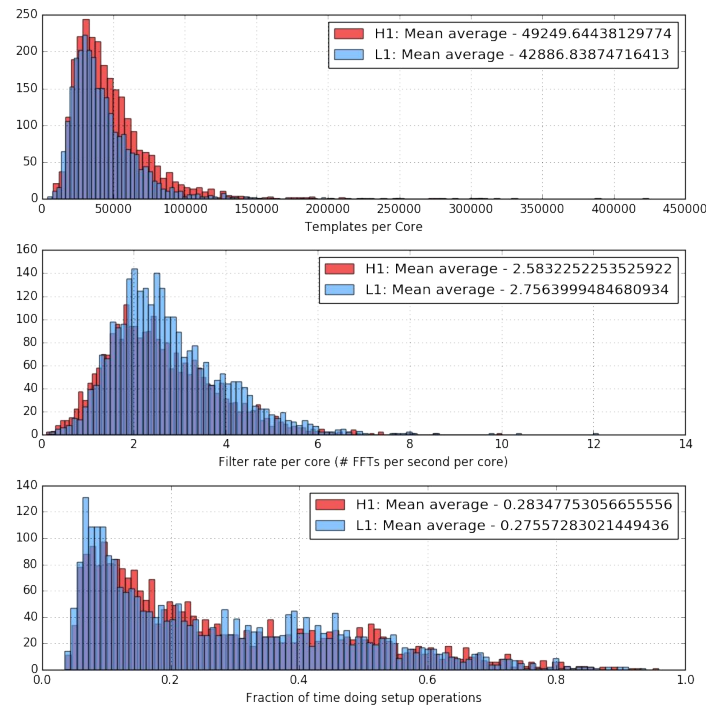 250
200
150
100
50
0
H1: Mean average - 49249.64438129774
L1: Mean average - 42886.83874716413
0 50000 100000 150000 200000 250000 300000 350000 400000 450000
Templates per Core
160
140
120
100
80
60
40
20
0
H1: Mean average - 2.5832252253525922
L1: Mean average - 2.7563999484680934
0 2 4 6 8 10 12 14
Filter rate per core (# FFTs per second per core)
140
120
100
80
60
40
20
0
H1: Mean average - 0.28347753056655556
L1: Mean average - 0.27557283021449436
0.0 0.2 0.4 0.6 0.8 1.0
Fraction of time doing setup operations